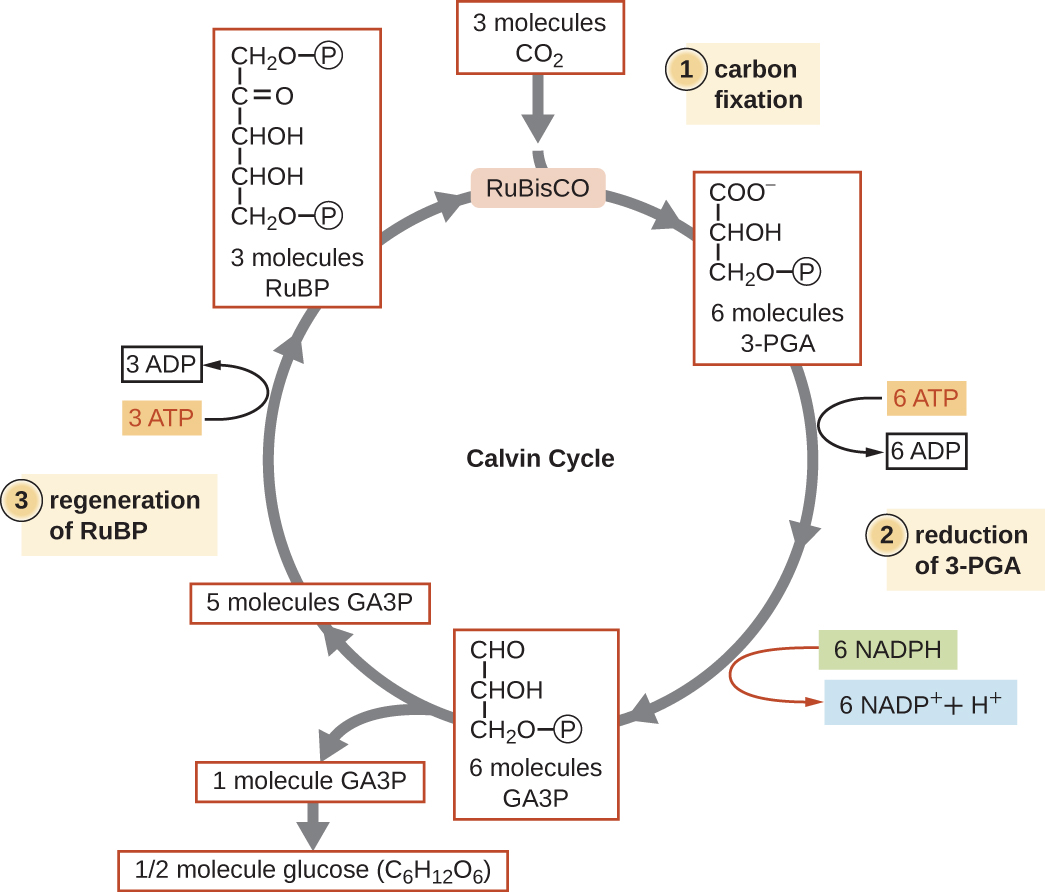 3 molecules
CO₂
1 carbon
fixation
CH₂O–P
C=O
CHOH
CHOH
CH₂O–P
3 molecules
RuBP
RuBisCO
COO⁻
CHOH
CH₂O–P
6 molecules
3-PGA
3 ADP
3 ATP
6 ATP
6 ADP
Calvin Cycle
3 regeneration
of RuBP
2 reduction
of 3-PGA
5 molecules GA3P
CHO
CHOH
CH₂O–P
6 molecules
GA3P
6 NADPH
6 NADP⁺+ H⁺
1 molecule GA3P
1/2 molecule glucose (C₆H₁₂O₆)